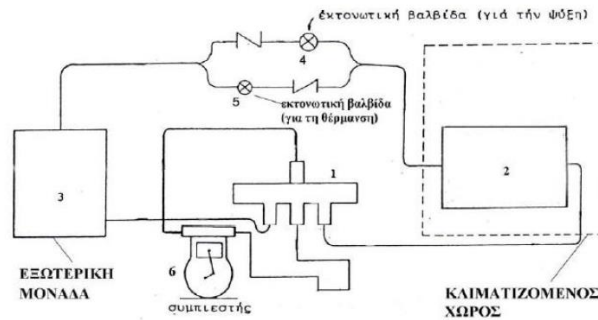 έκτονωτική βαλβίδα (γιά τήν ψύξη)
4
5
εκτονωτική βαλβίδα
(για τη θέρμανση)
1
2
3
6
συμπιεστής
ΕΞΩΤΕΡΙΚΗ
ΜΟΝΑΔΑ
ΚΛΙΜΑΤΙΖΟΜΕΝΟΣ
ΧΩΡΟΣ